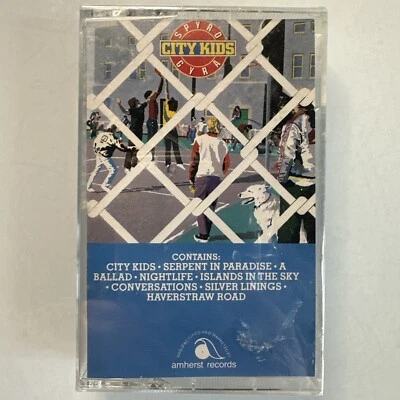 SPYRO
CITY KIDS
GYRA
CONTAINS:
CITY KIDS • SERPENT IN PARADISE • A
BALLAD • NIGHTLIFE • ISLANDS IN THE SKY
• CONVERSATIONS • SILVER LININGS •
HAVERSTRAW ROAD
amherst records